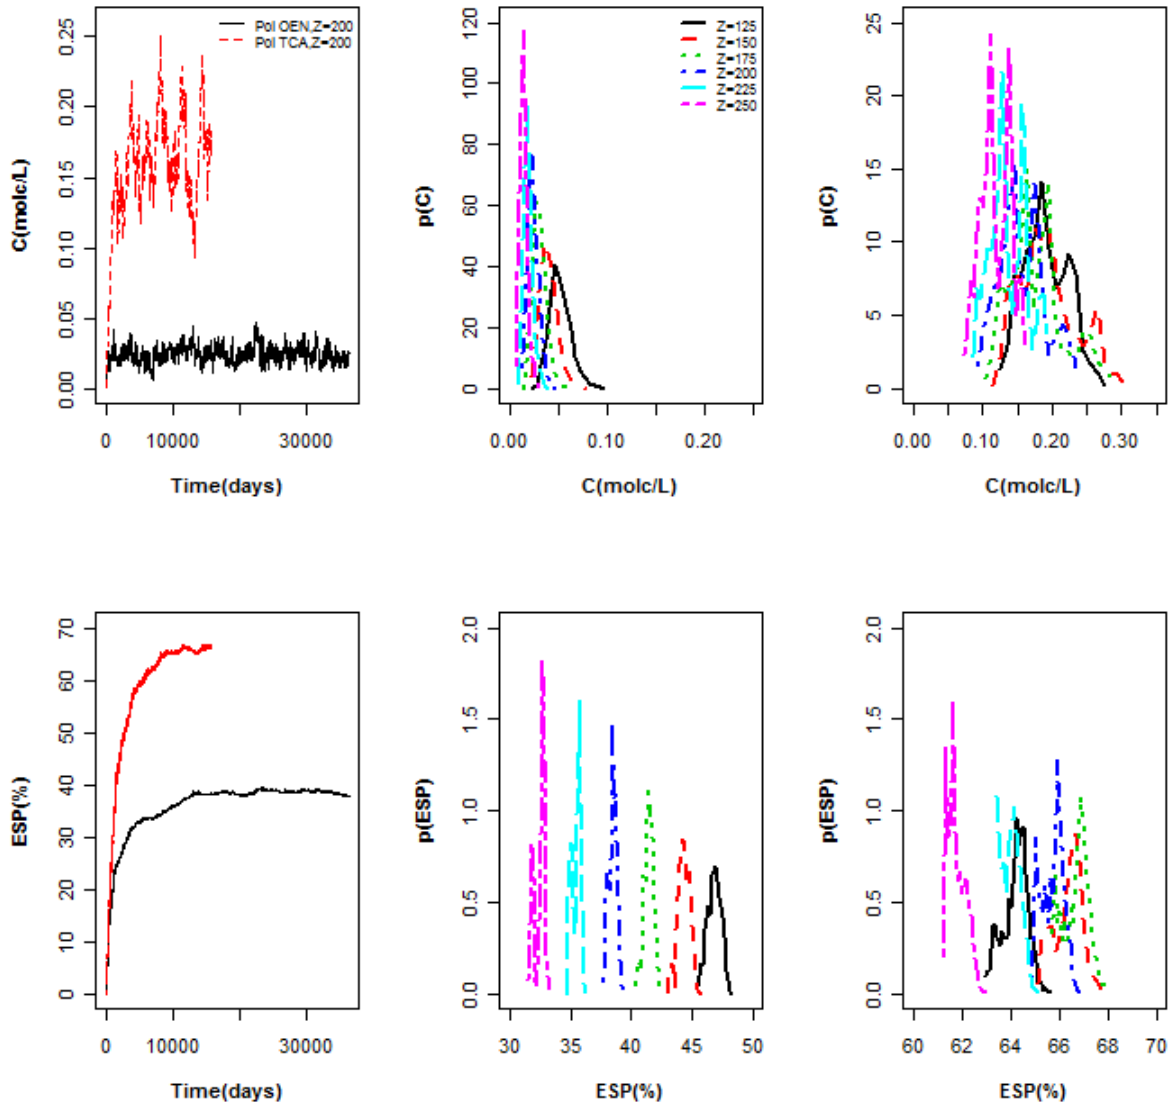 Pol OEN,Z=200
Pol TCA,Z=200
C(molc/L)
0.00 0.05 0.10 0.15 0.20 0.25
0 10000 30000
Time(days)
Z=125
Z=150
Z=175
Z=200
Z=225
Z=250
p(C)
0 20 40 60 80 100 120
0.00 0.10 0.20
C(molc/L)
p(C)
0 5 10 15 20 25
0.00 0.10 0.20 0.30
C(molc/L)
ESP(%)
0 10 20 30 40 50 60 70
0 10000 30000
Time(days)
p(ESP)
0.0 0.5 1.0 1.5 2.0
30 35 40 45 50
ESP(%)
p(ESP)
0.0 0.5 1.0 1.5 2.0
60 62 64 66 68 70
ESP(%)